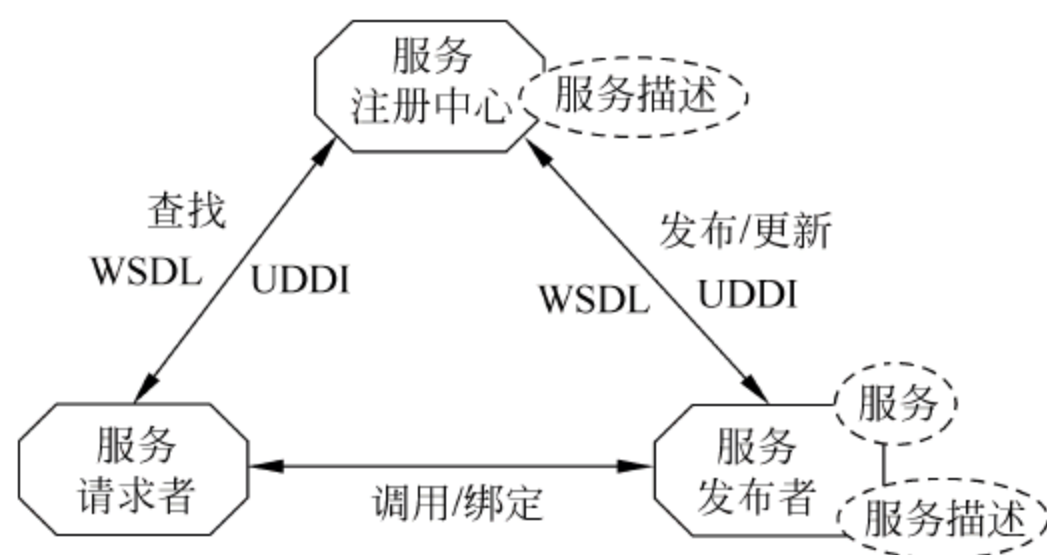 服务
注册中心
服务描述
查找
WSDL
UDDI
发布/更新
WSDL
UDDI
服务
请求者
调用/绑定
服务
发布者
服务
服务描述